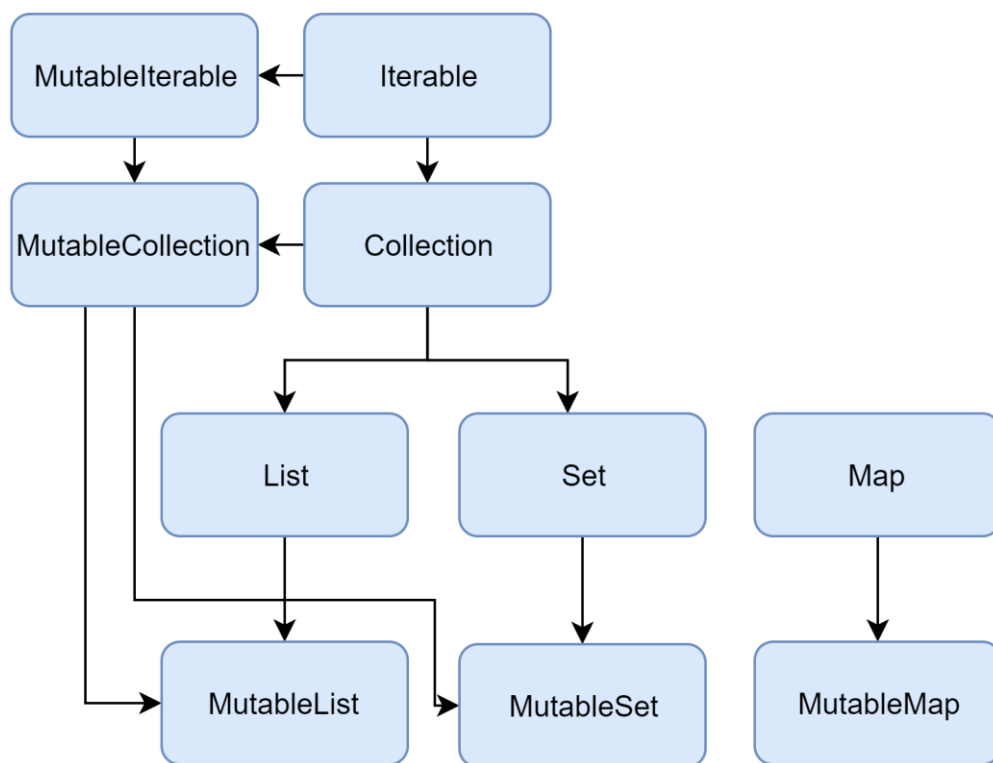 MutableIterable
Iterable
MutableCollection
Collection
List
Set
Map
MutableList
MutableSet
MutableMap